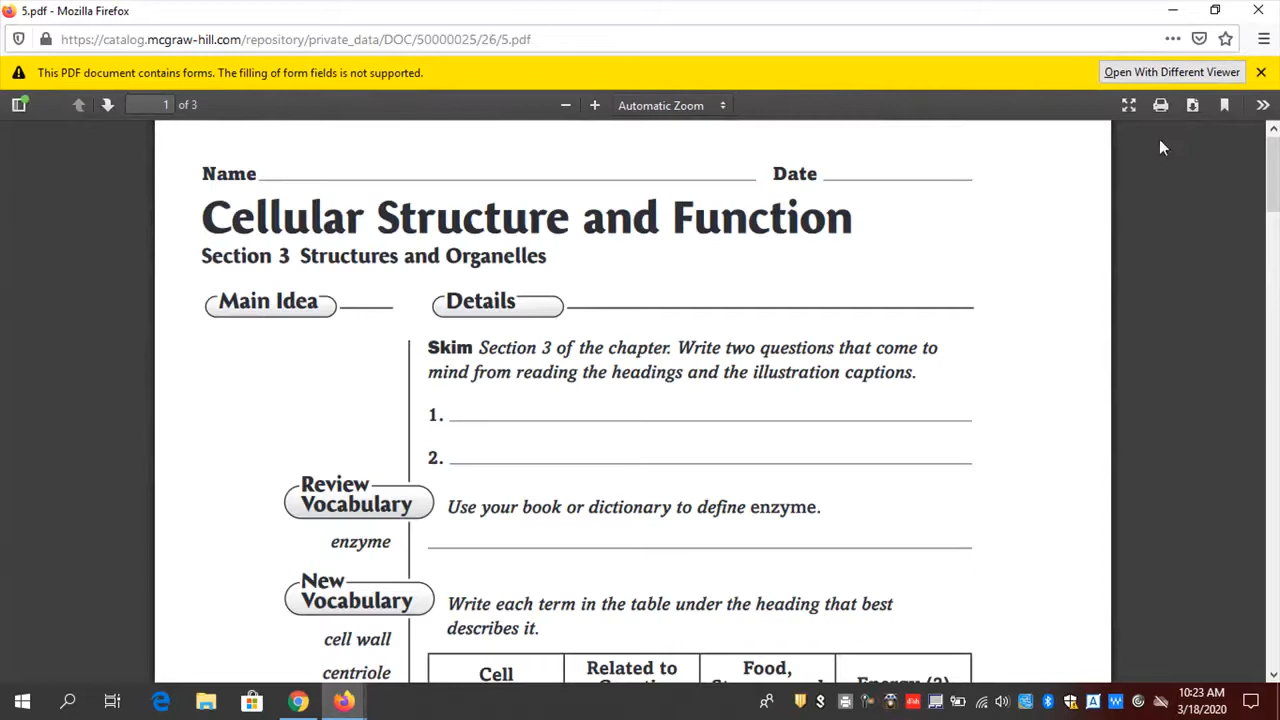 5.pdf - Mozilla Firefox
https://catalog.mcgraw-hill.com/repository/private_data/DOC/50000025/26/5.pdf
This PDF document contains forms. The filling of form fields is not supported.
Open With Different Viewer
1 of 3
Automatic Zoom
Name
Date
Cellular Structure and Function
Section 3 Structures and Organelles
Main Idea
Details
Skim Section 3 of the chapter. Write two questions that come to
mind from reading the headings and the illustration captions.
1.
2.
Review
Vocabulary
Use your book or dictionary to define enzyme.
enzyme
New
Vocabulary
Write each term in the table under the heading that best
describes it.
cell wall
centriole
Cell
Related to
Food,
10:23 AM
3/18/2020